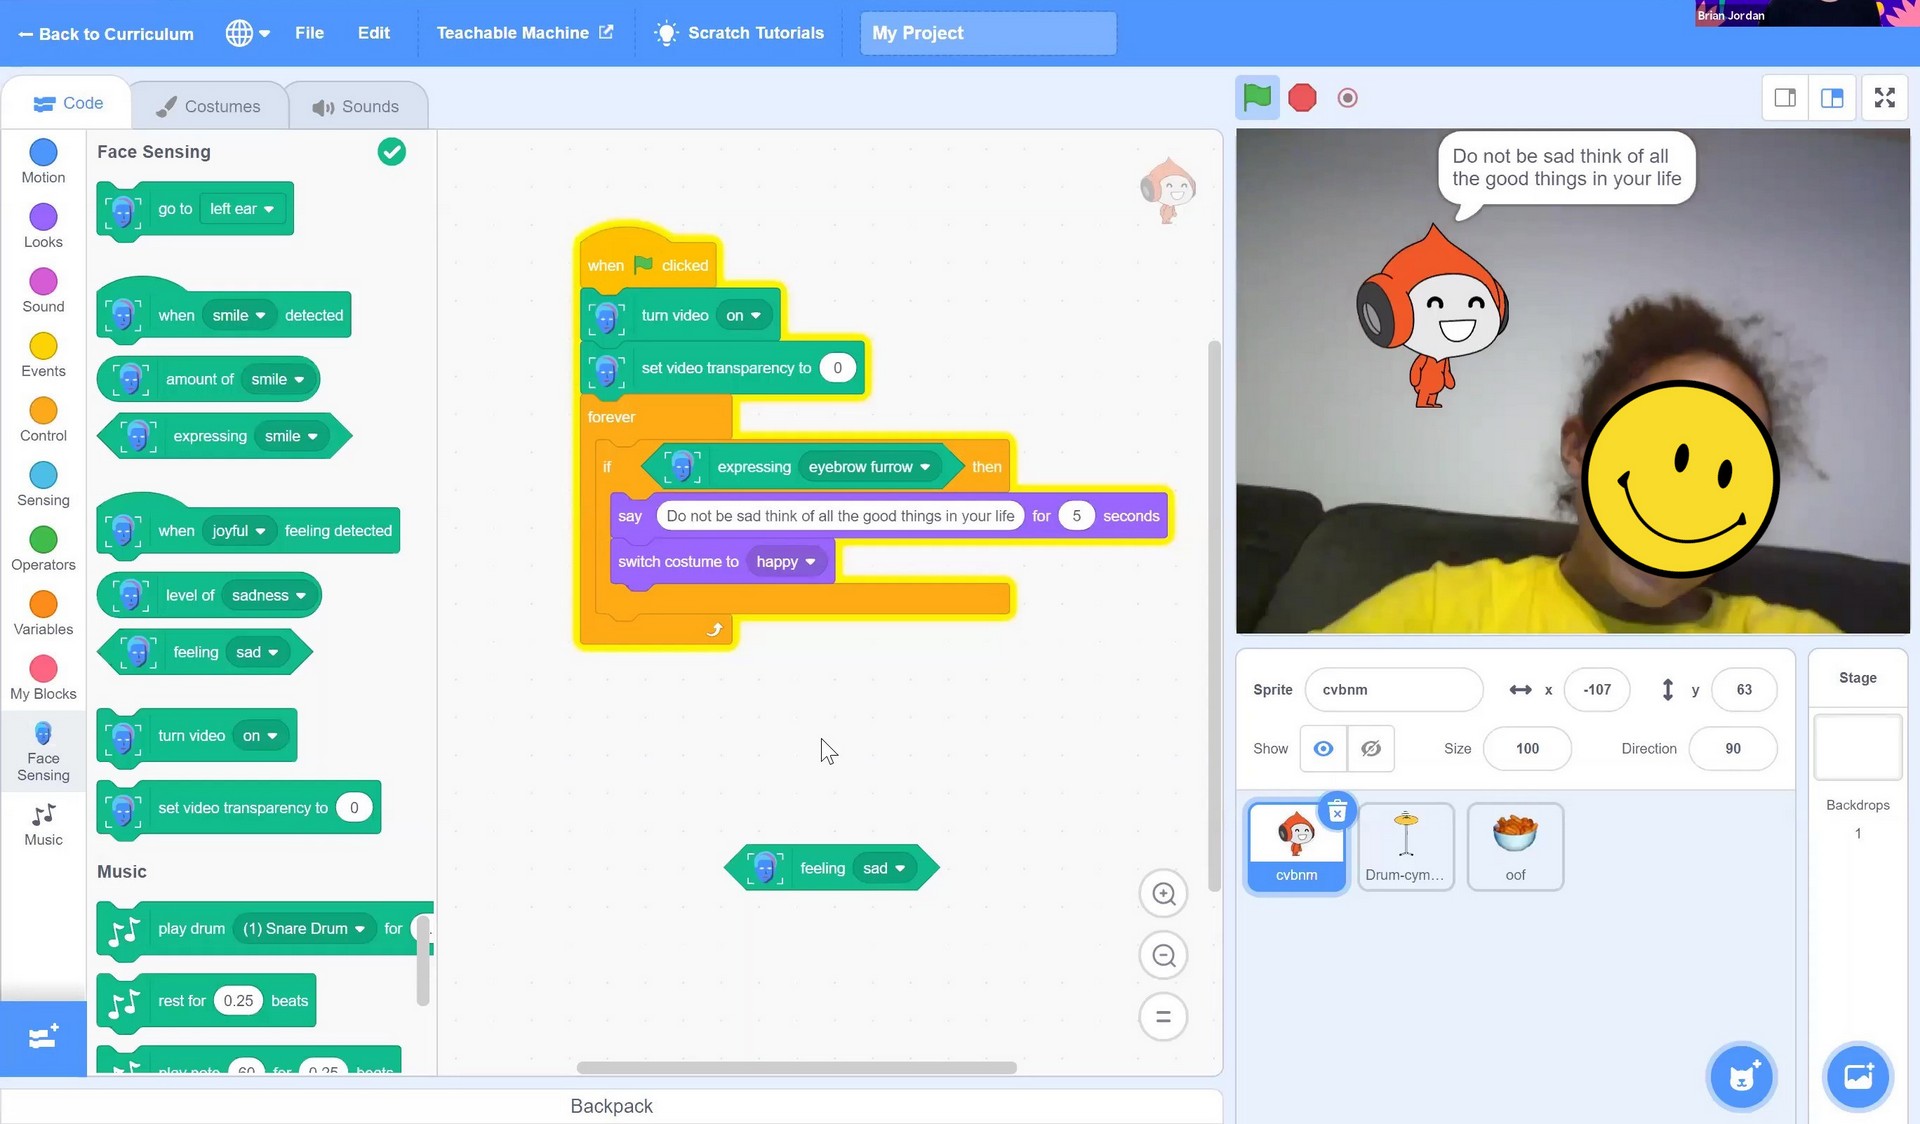 Back to Curriculum
File
Edit
Teachable Machine
Scratch Tutorials
My Project
Brian Jordan
Code
Costumes
Sounds
Motion
Looks
Sound
Events
Control
Sensing
Operators
Variables
My Blocks
Face
Sensing
Music
Face Sensing
go to left ear
when smile detected
amount of smile
expressing smile
when joyful feeling detected
level of sadness
feeling sad
turn video on
set video transparency to 0
Music
play drum (1) Snare Drum for
rest for 0.25 beats
play note 60 for 0.25 beats
when clicked
turn video on
set video transparency to 0
forever
if expressing eyebrow furrow then
say Do not be sad think of all the good things in your life for 5 seconds
switch costume to happy
feeling sad
Backpack
Do not be sad think of all
the good things in your life
Sprite cvbnm x -107 y 63
Show Size 100 Direction 90
cvbnm
Drum-cym...
oof
Stage
Backdrops
1